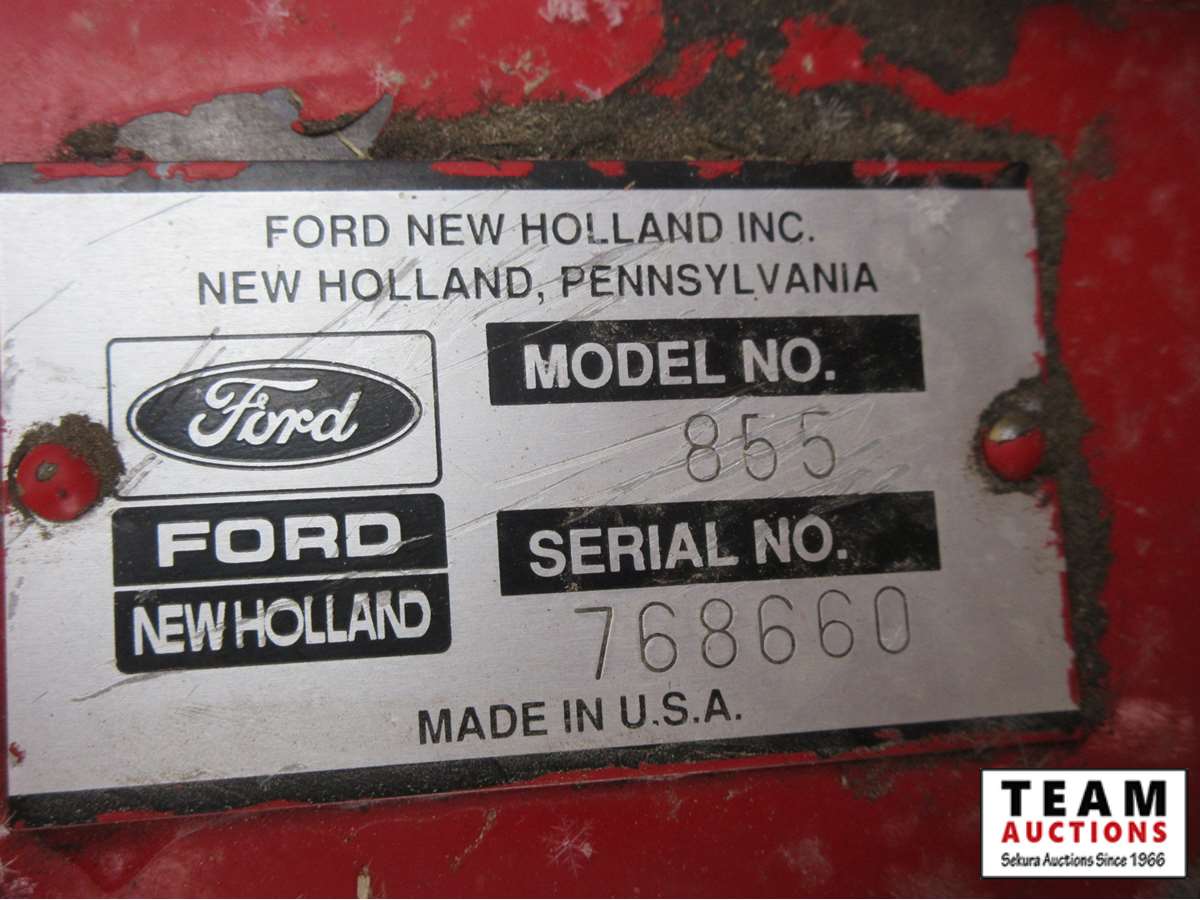 FORD NEW HOLLAND INC.
NEW HOLLAND, PENNSYLVANIA
Ford
FORD
NEW HOLLAND
MODEL NO.
855
SERIAL NO.
768660
MADE IN U.S.A.
TEAM
AUCTIONS
Sekura Auctions Since 1966